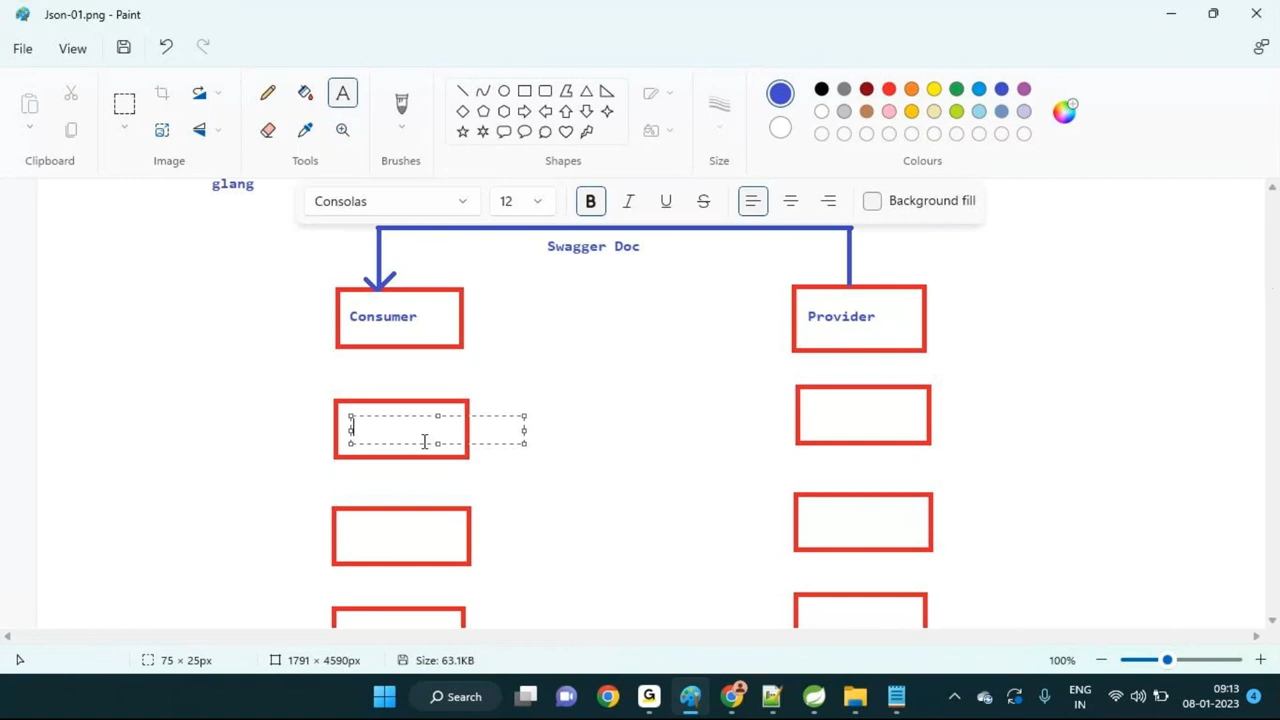 Json-01.png - Paint
File
View
Clipboard
Image
Tools
Brushes
Shapes
Size
Colours
Consolas
12
B
I
U
S
Background fill
glang
Swagger Doc
Consumer
Provider
75 × 25px
1791 × 4590px
Size: 63.1KB
100%
Search
ENG
IN
09:13
08-01-2023
4